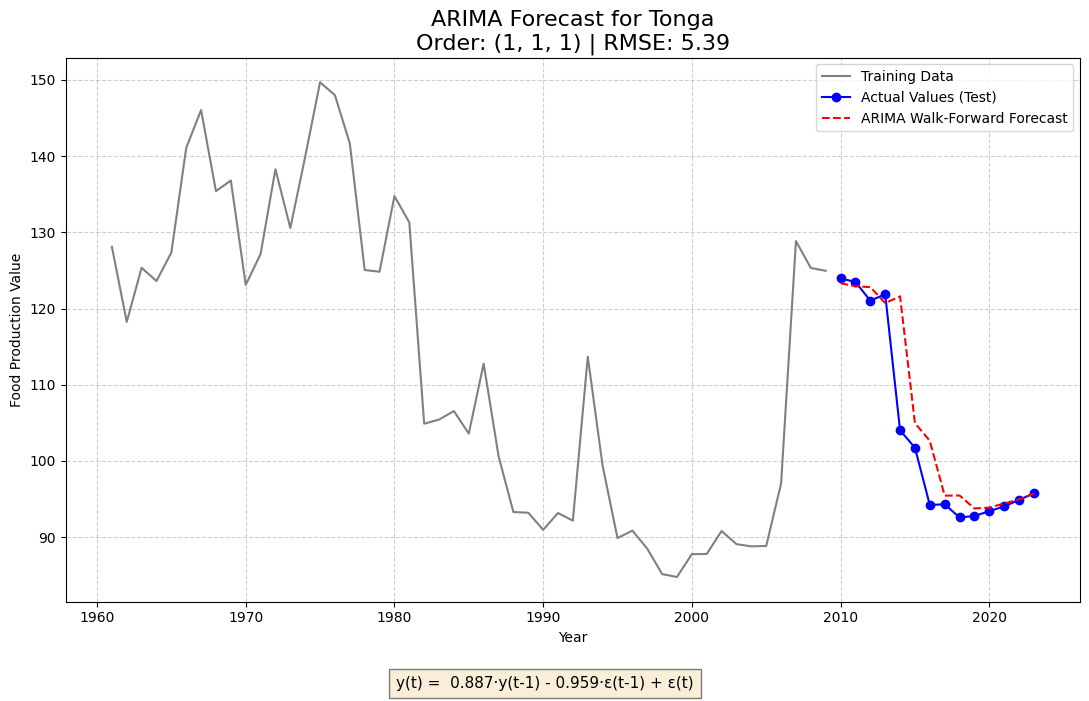 ARIMA Forecast for Tonga
Order: (1, 1, 1) | RMSE: 5.39
Training Data
Actual Values (Test)
ARIMA Walk-Forward Forecast
Food Production Value
150
140
130
120
110
100
90
1960
1970
1980
1990
2000
2010
2020
Year
y(t) = 0.887·y(t-1) - 0.959·ε(t-1) + ε(t)